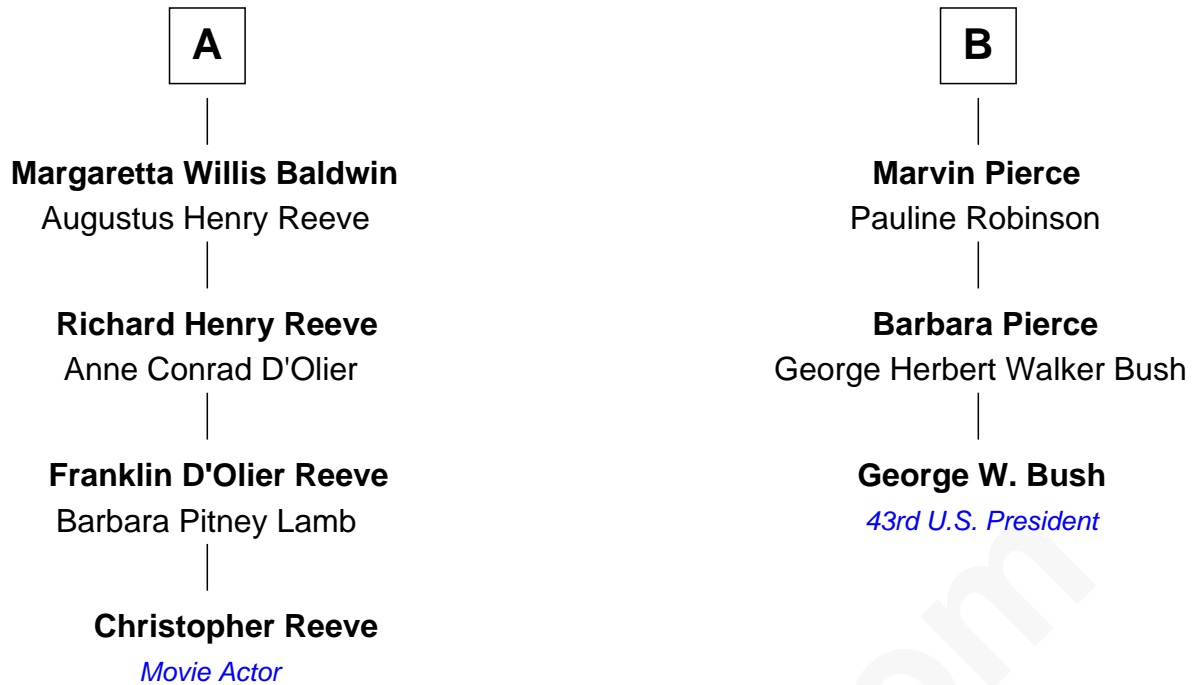 A
Margaretta Willis Baldwin
Augustus Henry Reeve
Richard Henry Reeve
Anne Conrad D'Olier
Franklin D'Olier Reeve
Barbara Pitney Lamb
Christopher Reeve
Movie Actor
B
Marvin Pierce
Pauline Robinson
Barbara Pierce
George Herbert Walker Bush
George W. Bush
43rd U.S. President
om